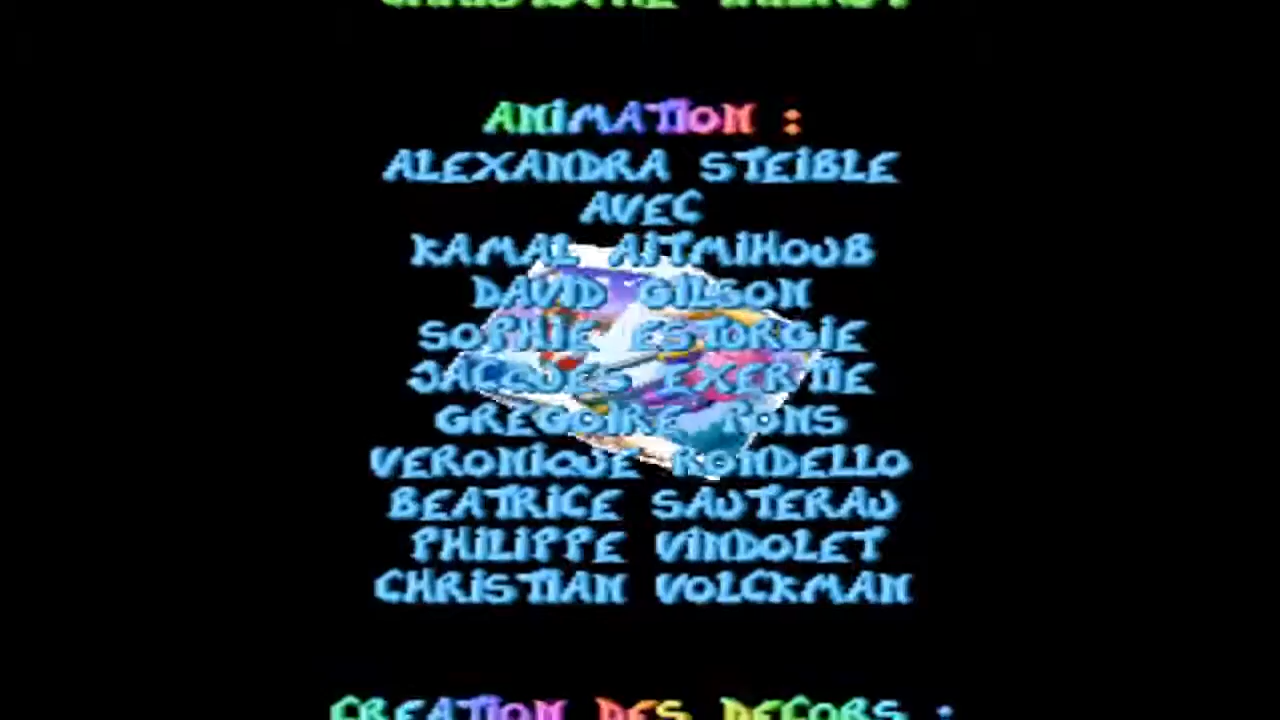 ANiMATiON :
ALEXANDRA STEiBLE
AVEC
KAMAL AiTMiHOUB
DAViD GiLSON
SOPHiE ESTORGiE
JACQUES EXERTiE
GREGOiRE PONS
VERONiQUE RONDELLO
BEATRiCE SAUTERAU
PHiLiPPE ViNDOLET
CHRiSTiAN VOLCKMAN
CREATiON DES DECORS :